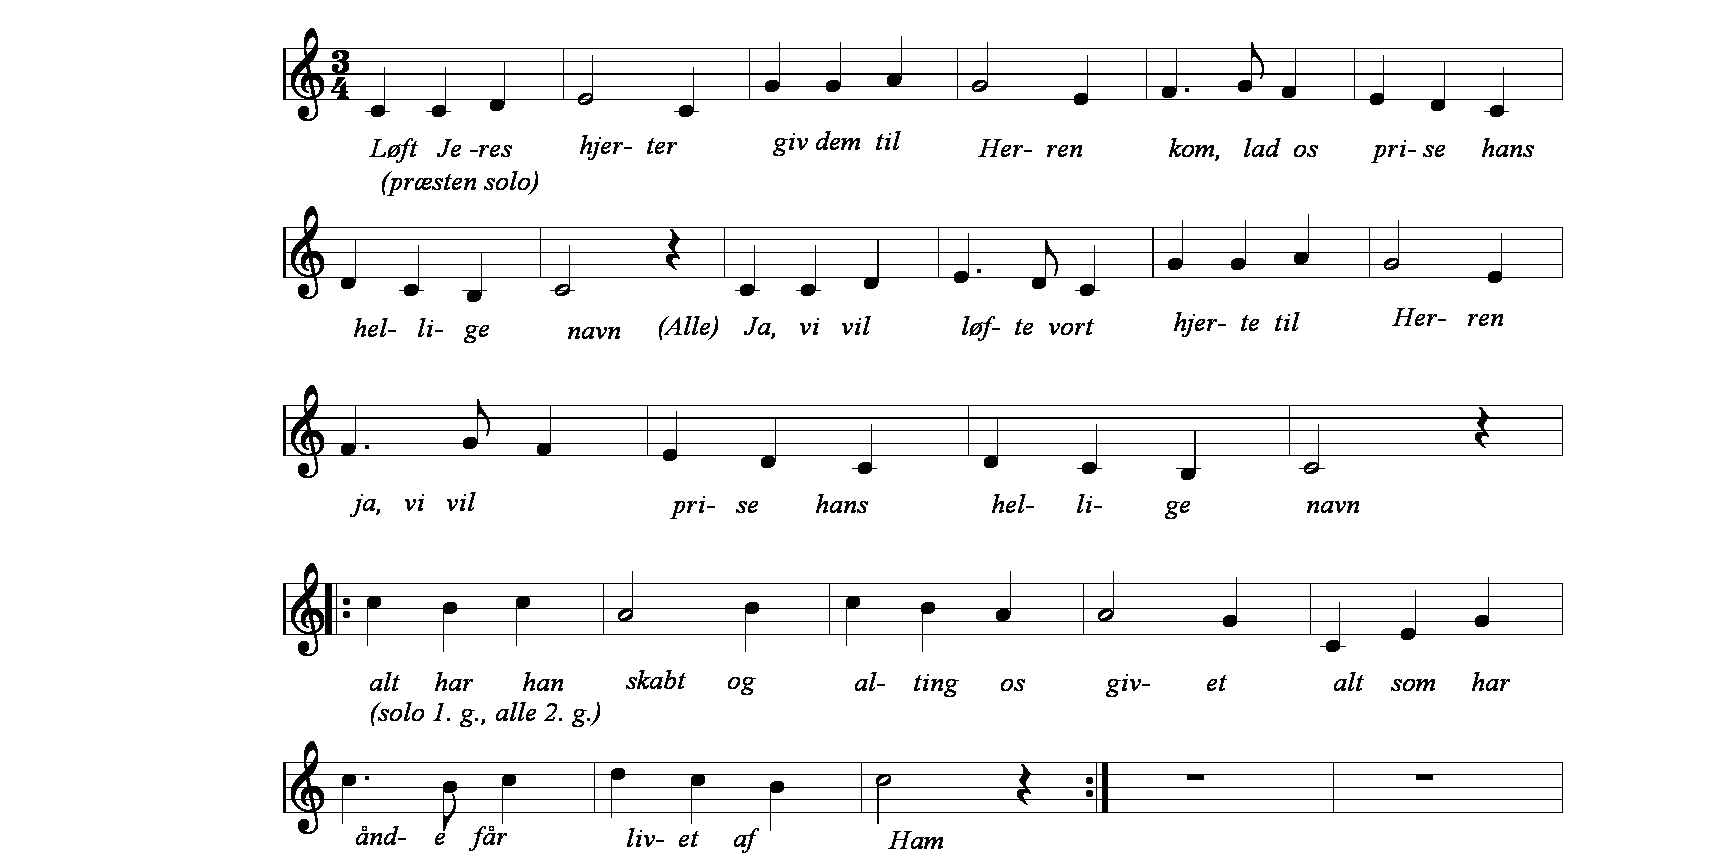 3
4
Løft Je -res hjer- ter giv dem til Her- ren kom, lad os pri- se hans
(præsten solo)
hel- li- ge navn (Alle) Ja, vi vil løf- te vort hjer- te til Her- ren
ja, vi vil pri- se hans hel- li- ge navn
alt har han skabt og al- ting os giv- et alt som har
(solo 1. g., alle 2. g.)
ånd- e får liv- et af Ham